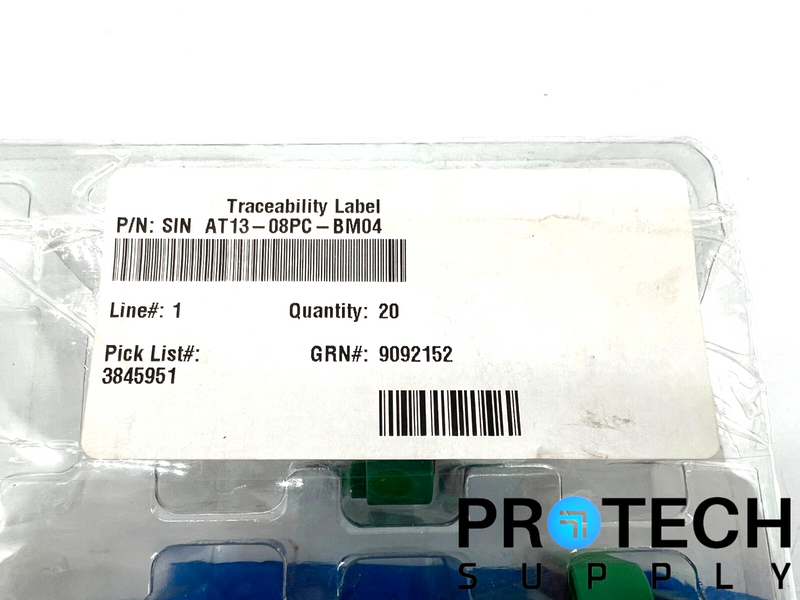 Traceability Label
P/N: SIN AT13-08PC-BM04
Line#: 1 Quantity: 20
Pick List#: GRN#: 9092152
3845951
PROTECH
SUPPLY